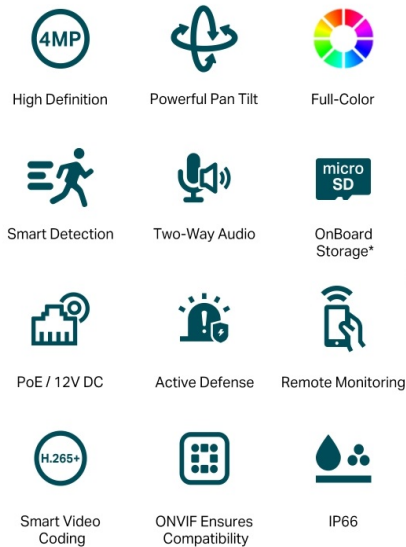 4MP
High Definition
Powerful Pan Tilt
Full-Color
Smart Detection
Two-Way Audio
micro
SD
OnBoard
Storage*
PoE / 12V DC
Active Defense
Remote Monitoring
H.265+
Smart Video
Coding
ONVIF Ensures
Compatibility
IP66